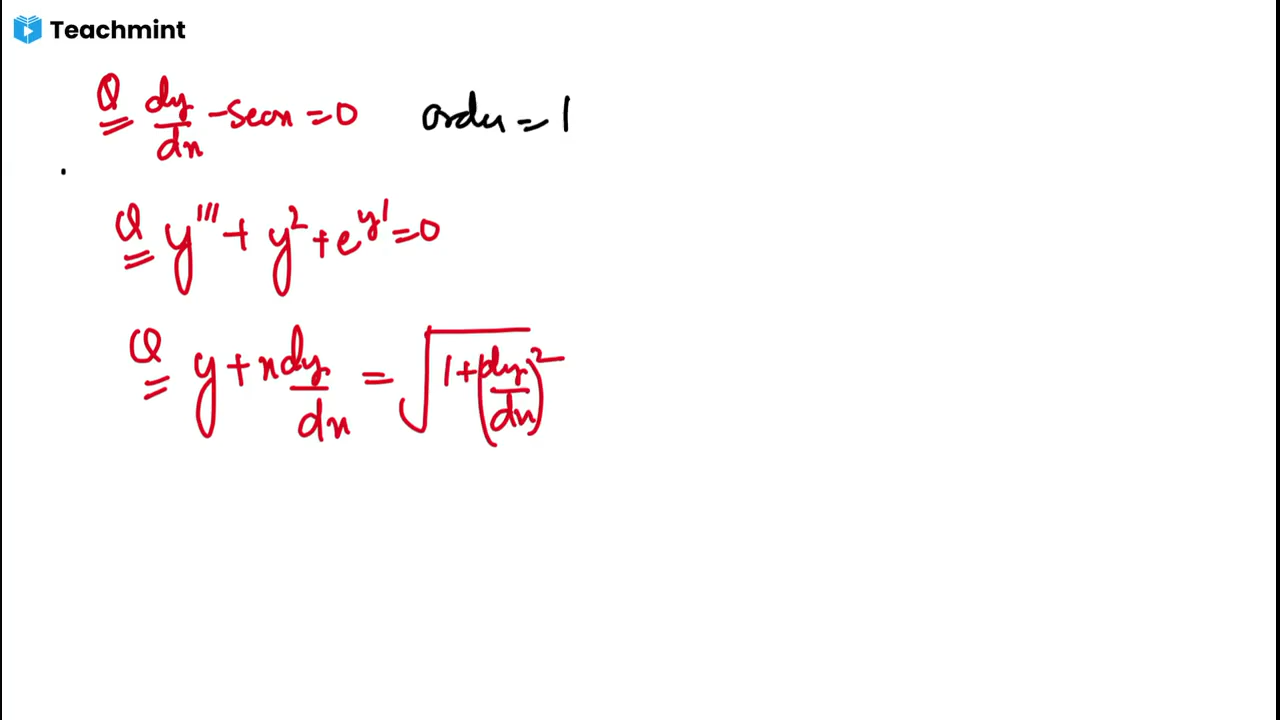 Teachmint
Q dy/dx - secx = 0 order = 1
Q y''' + y² + e^y' = 0
Q y + x dy/dx = √(1 + (dy/dx)²)